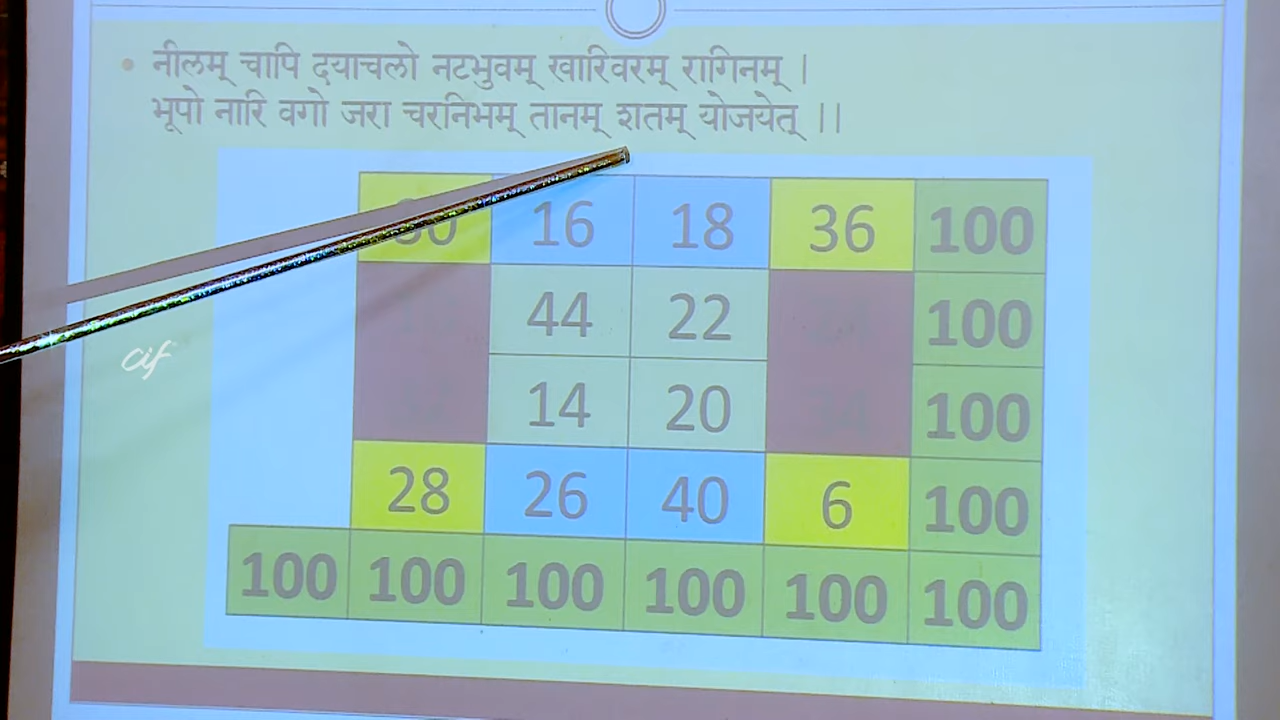 नीलम् चापि दयाचलो नटभुवम् खारिवरम् रागिनम् |
भूपो नारि वगो जरा चरनिभम् तानम् शतम् योजयेत् ||
16 18 36 100
44 22 100
14 20 100
28 26 40 6 100
100 100 100 100 100 100
cif